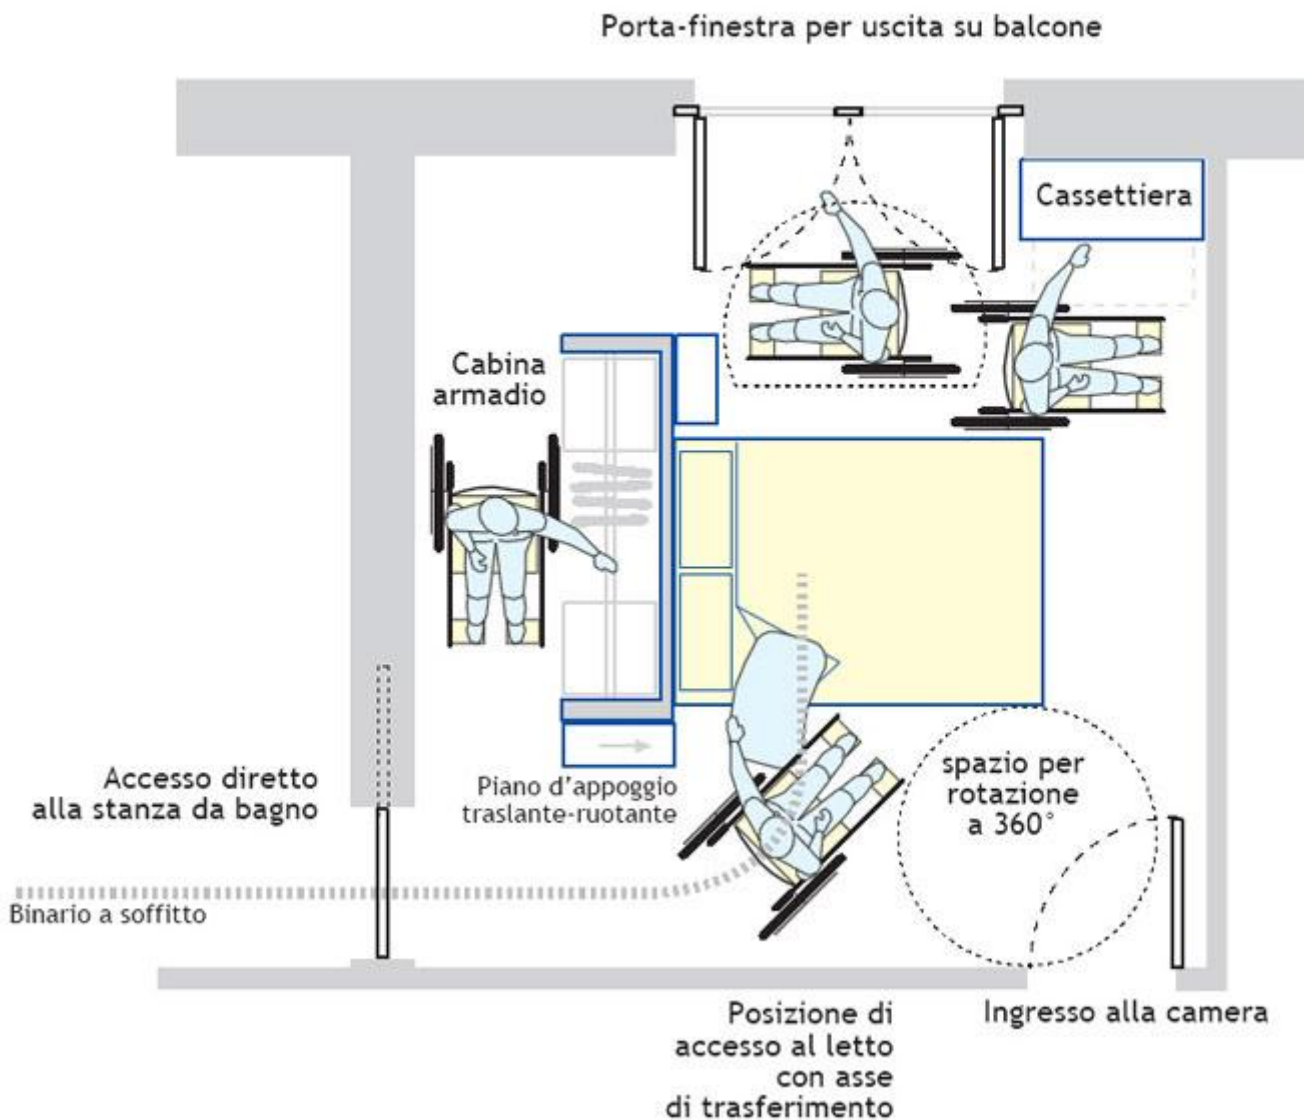 Porta-finestra per uscita su balcone
Cassettiera
Cabina
armadio
Accesso diretto
alla stanza da bagno
Piano d'appoggio
traslante-ruotante
spazio per
rotazione
a 360°
Binario a soffitto
Posizione di
accesso al letto
con asse
di trasferimento
Ingresso alla camera